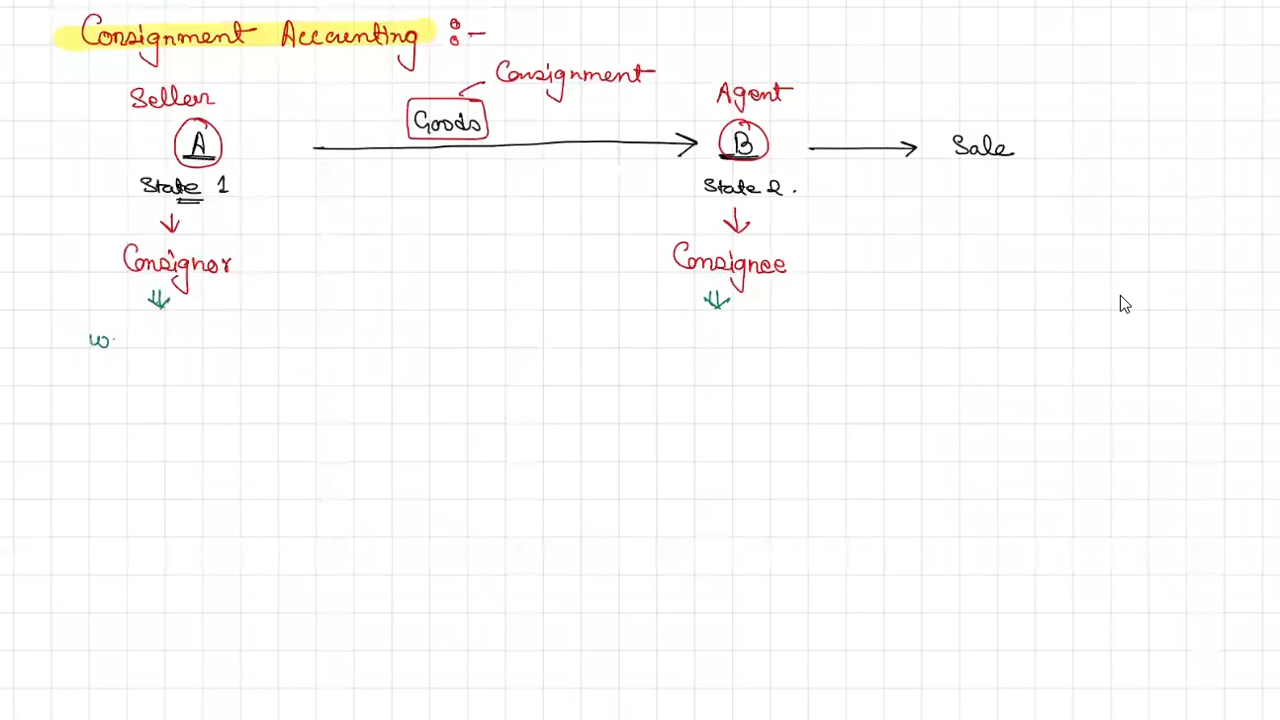 Consignment Accounting :-
Consignment
Seller
Goods
Agent
A
B
Sale
State 1
State 2.
Consignor
Consignee
w.